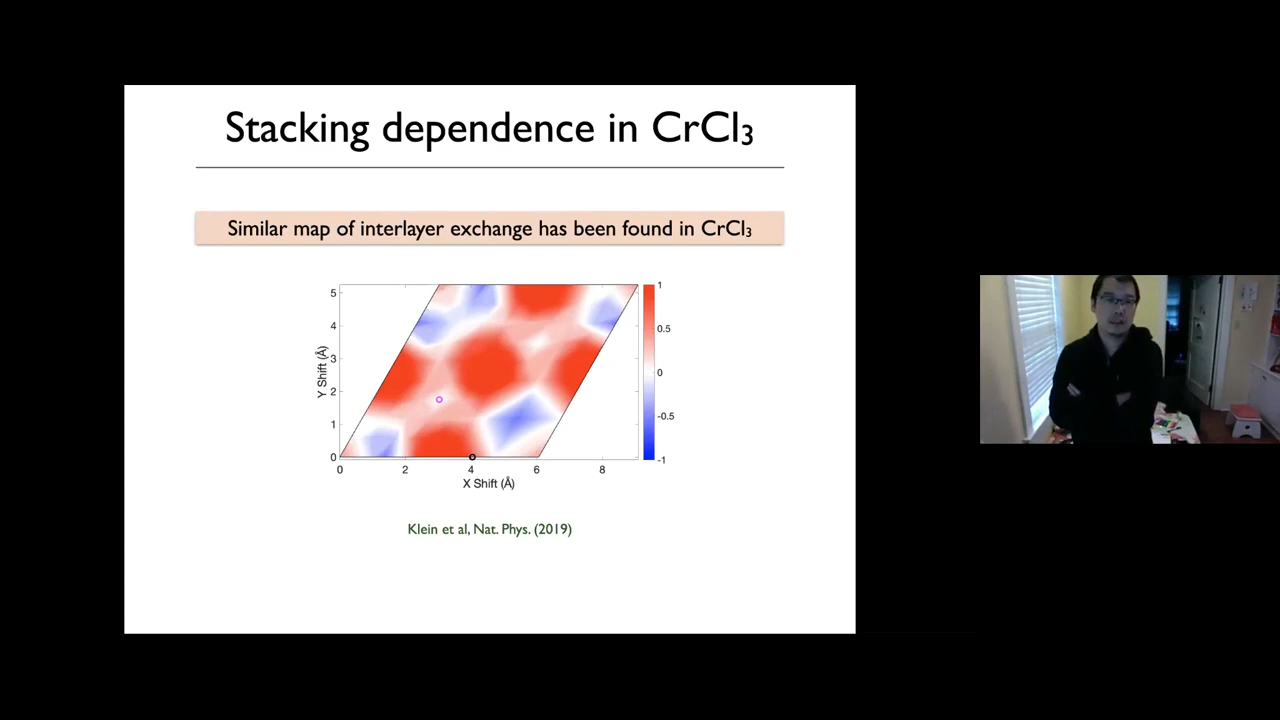 Stacking dependence in CrCl₃
Similar map of interlayer exchange has been found in CrCl₃
5
4
3
2
1
0
Y Shift (Å)
0 2 4 6 8
X Shift (Å)
1
0.5
0
-0.5
-1
Klein et al, Nat. Phys. (2019)